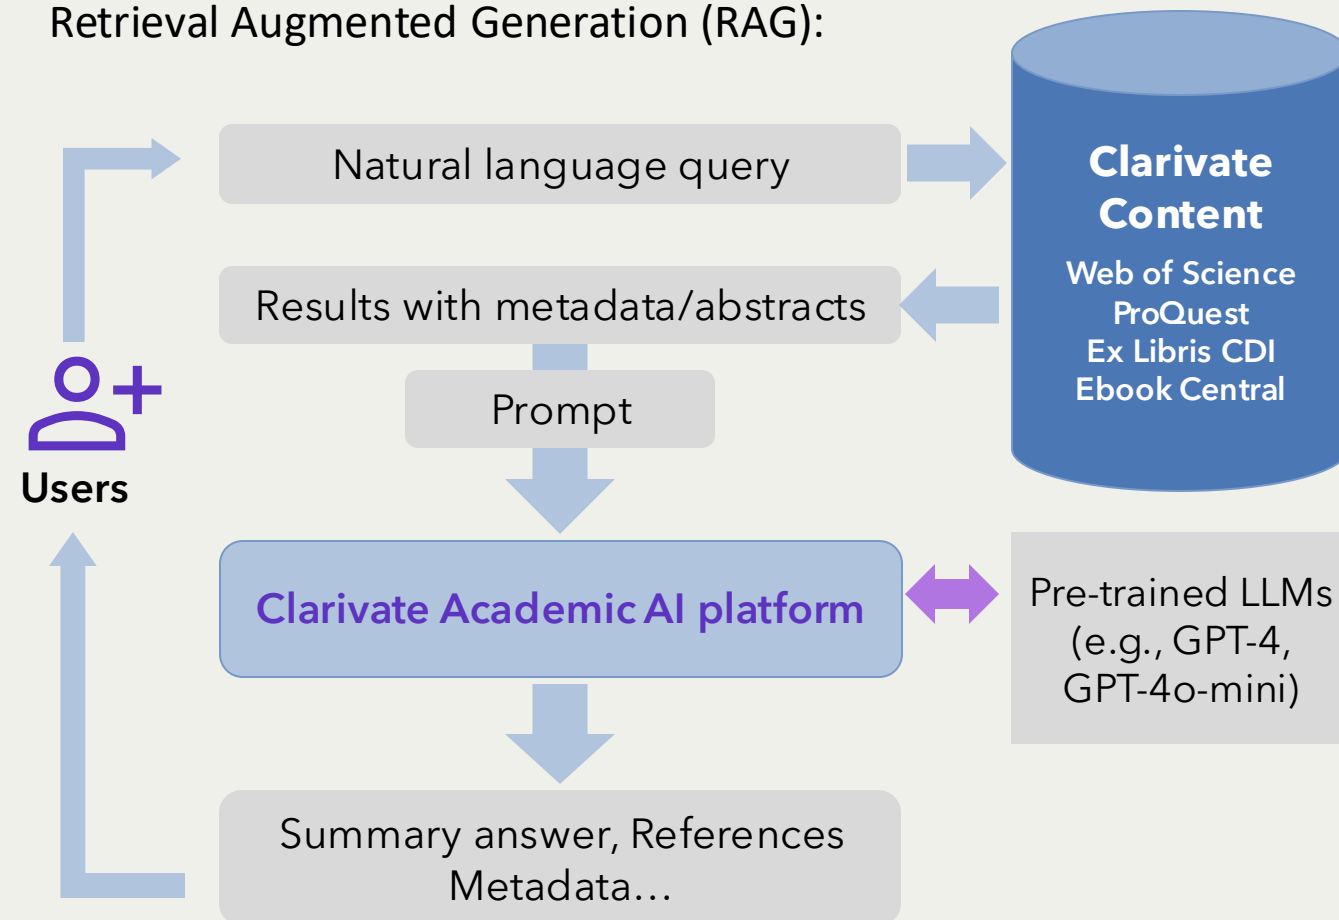 Retrieval Augmented Generation (RAG):
Natural language query
Clarivate
Content
Web of Science
ProQuest
Ex Libris CDI
Ebook Central
Results with metadata/abstracts
Prompt
Users
Clarivate Academic AI platform
Pre-trained LLMs
(e.g., GPT-4,
GPT-4o-mini)
Summary answer, References
Metadata…